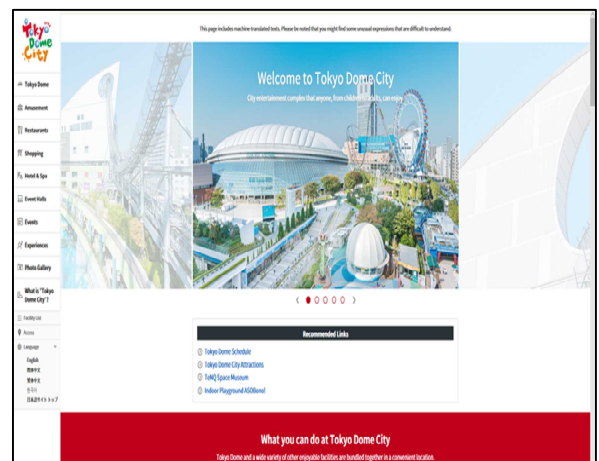 Tokyo
Dome
City
This page includes machine-translated texts. Please be noted that you might find some unusual expressions that are difficult to understand.
Welcome to Tokyo Dome City
City entertainment complex that anyone, from children to adults, can enjoy
Tokyo Dome
Amusement
Restaurants
Shopping
Hotel & Spa
Event Halls
Events
Experiences
Photo Gallery
What is "Tokyo
Dome City"?
Facility List
Access
Language
English
简体中文
繁体中文
한국어
日本語サイトトップ
Recommended Links
Tokyo Dome Schedule
Tokyo Dome City Attractions
TeNQ Space Museum
Indoor Playground ASOBono!
What you can do at Tokyo Dome City
Tokyo Dome and a wide variety of other enjoyable facilities are bundled together in a convenient location.